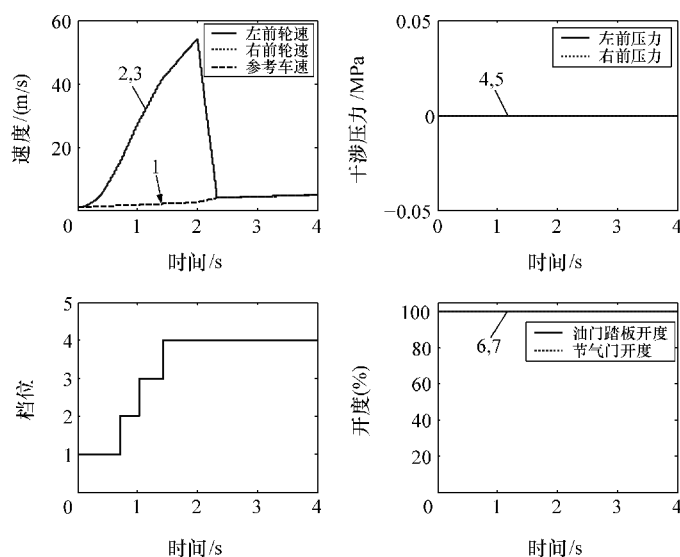 60
40
20
0
1
2
3
4
速度/(m/s)
时间/s
左前轮速
右前轮速
参考车速
2,3
1
0.05
0
−0.05
0
1
2
3
4
干涉压力/MPa
时间/s
左前压力
右前压力
4,5
5
4
3
2
1
0
1
2
3
4
档位
时间/s
100
80
60
40
20
0
1
2
3
4
开度(%)
时间/s
油门踏板开度
节气门开度
6,7